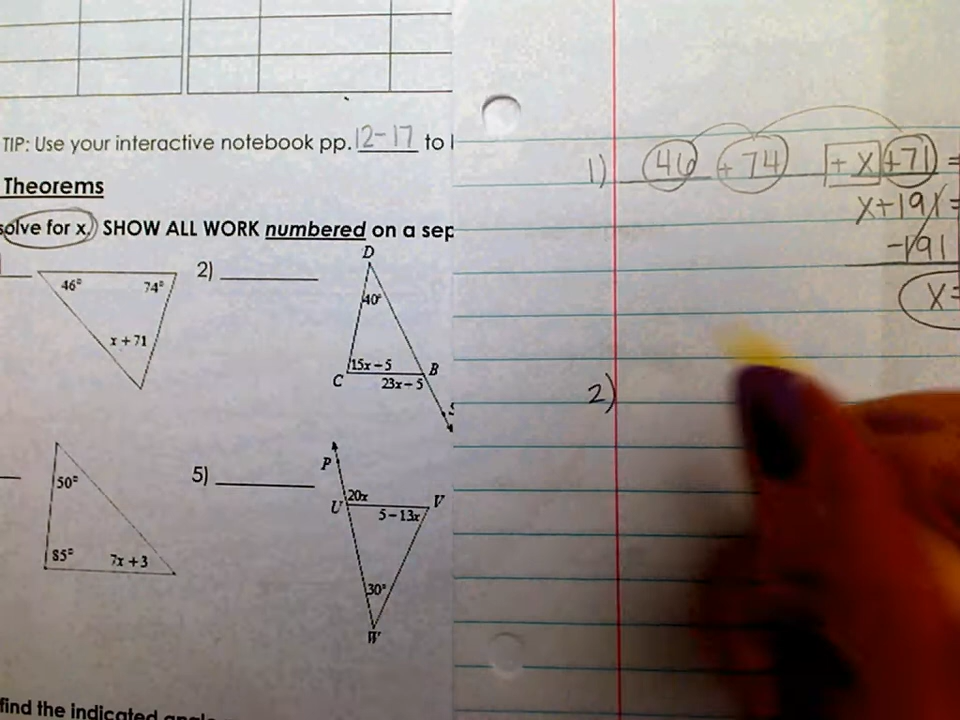 TIP: Use your interactive notebook pp. 12-17 to
Theorems
solve for x. SHOW ALL WORK numbered on a sep
46°
74°
x + 71
2)
D
40°
15x - 5
C
B
23x - 5
S
50°
85°
7x + 3
5)
P
20x
U
V
5 - 13x
30°
W
find the indicated
1) 46 + 74 + x + 71 =
x + 191 =
-191
x =
2)